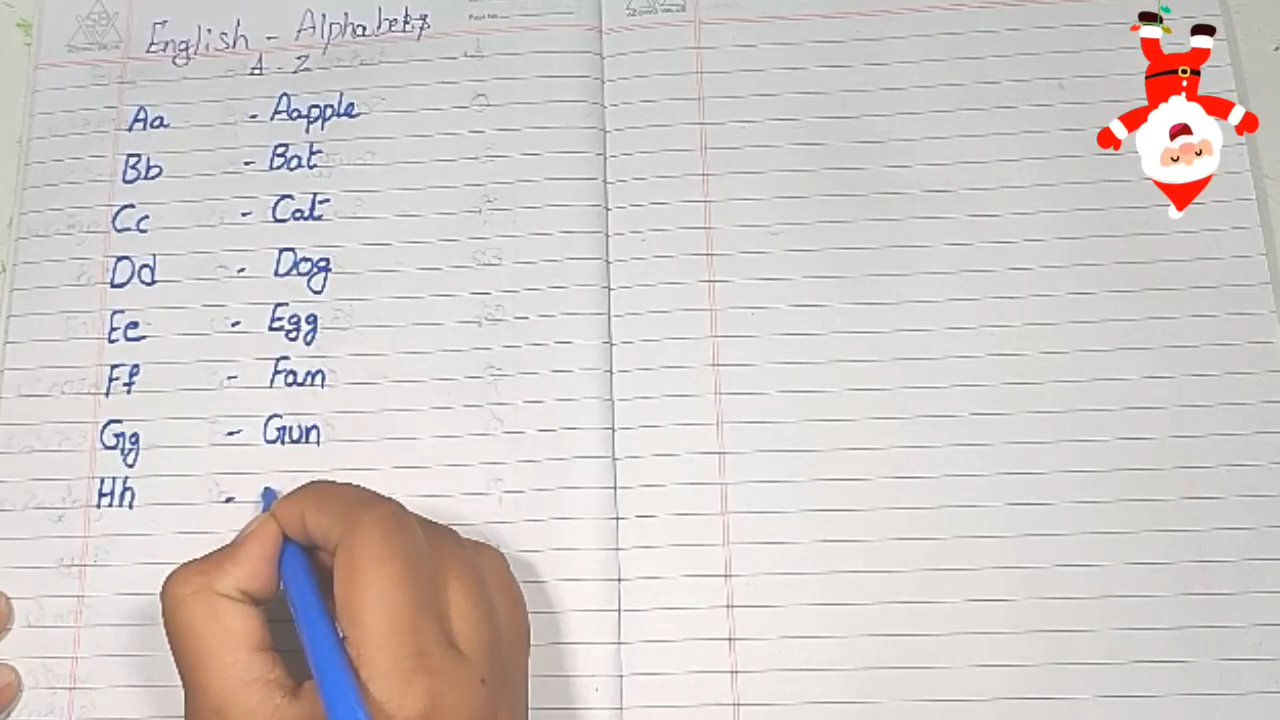 English - Alphabets
A - Z
Aa - Aapple
Bb - Bat
Cc - Cat
Dd - Dog
Ee - Egg
Ff - Fan
Gg - Gun
Hh -